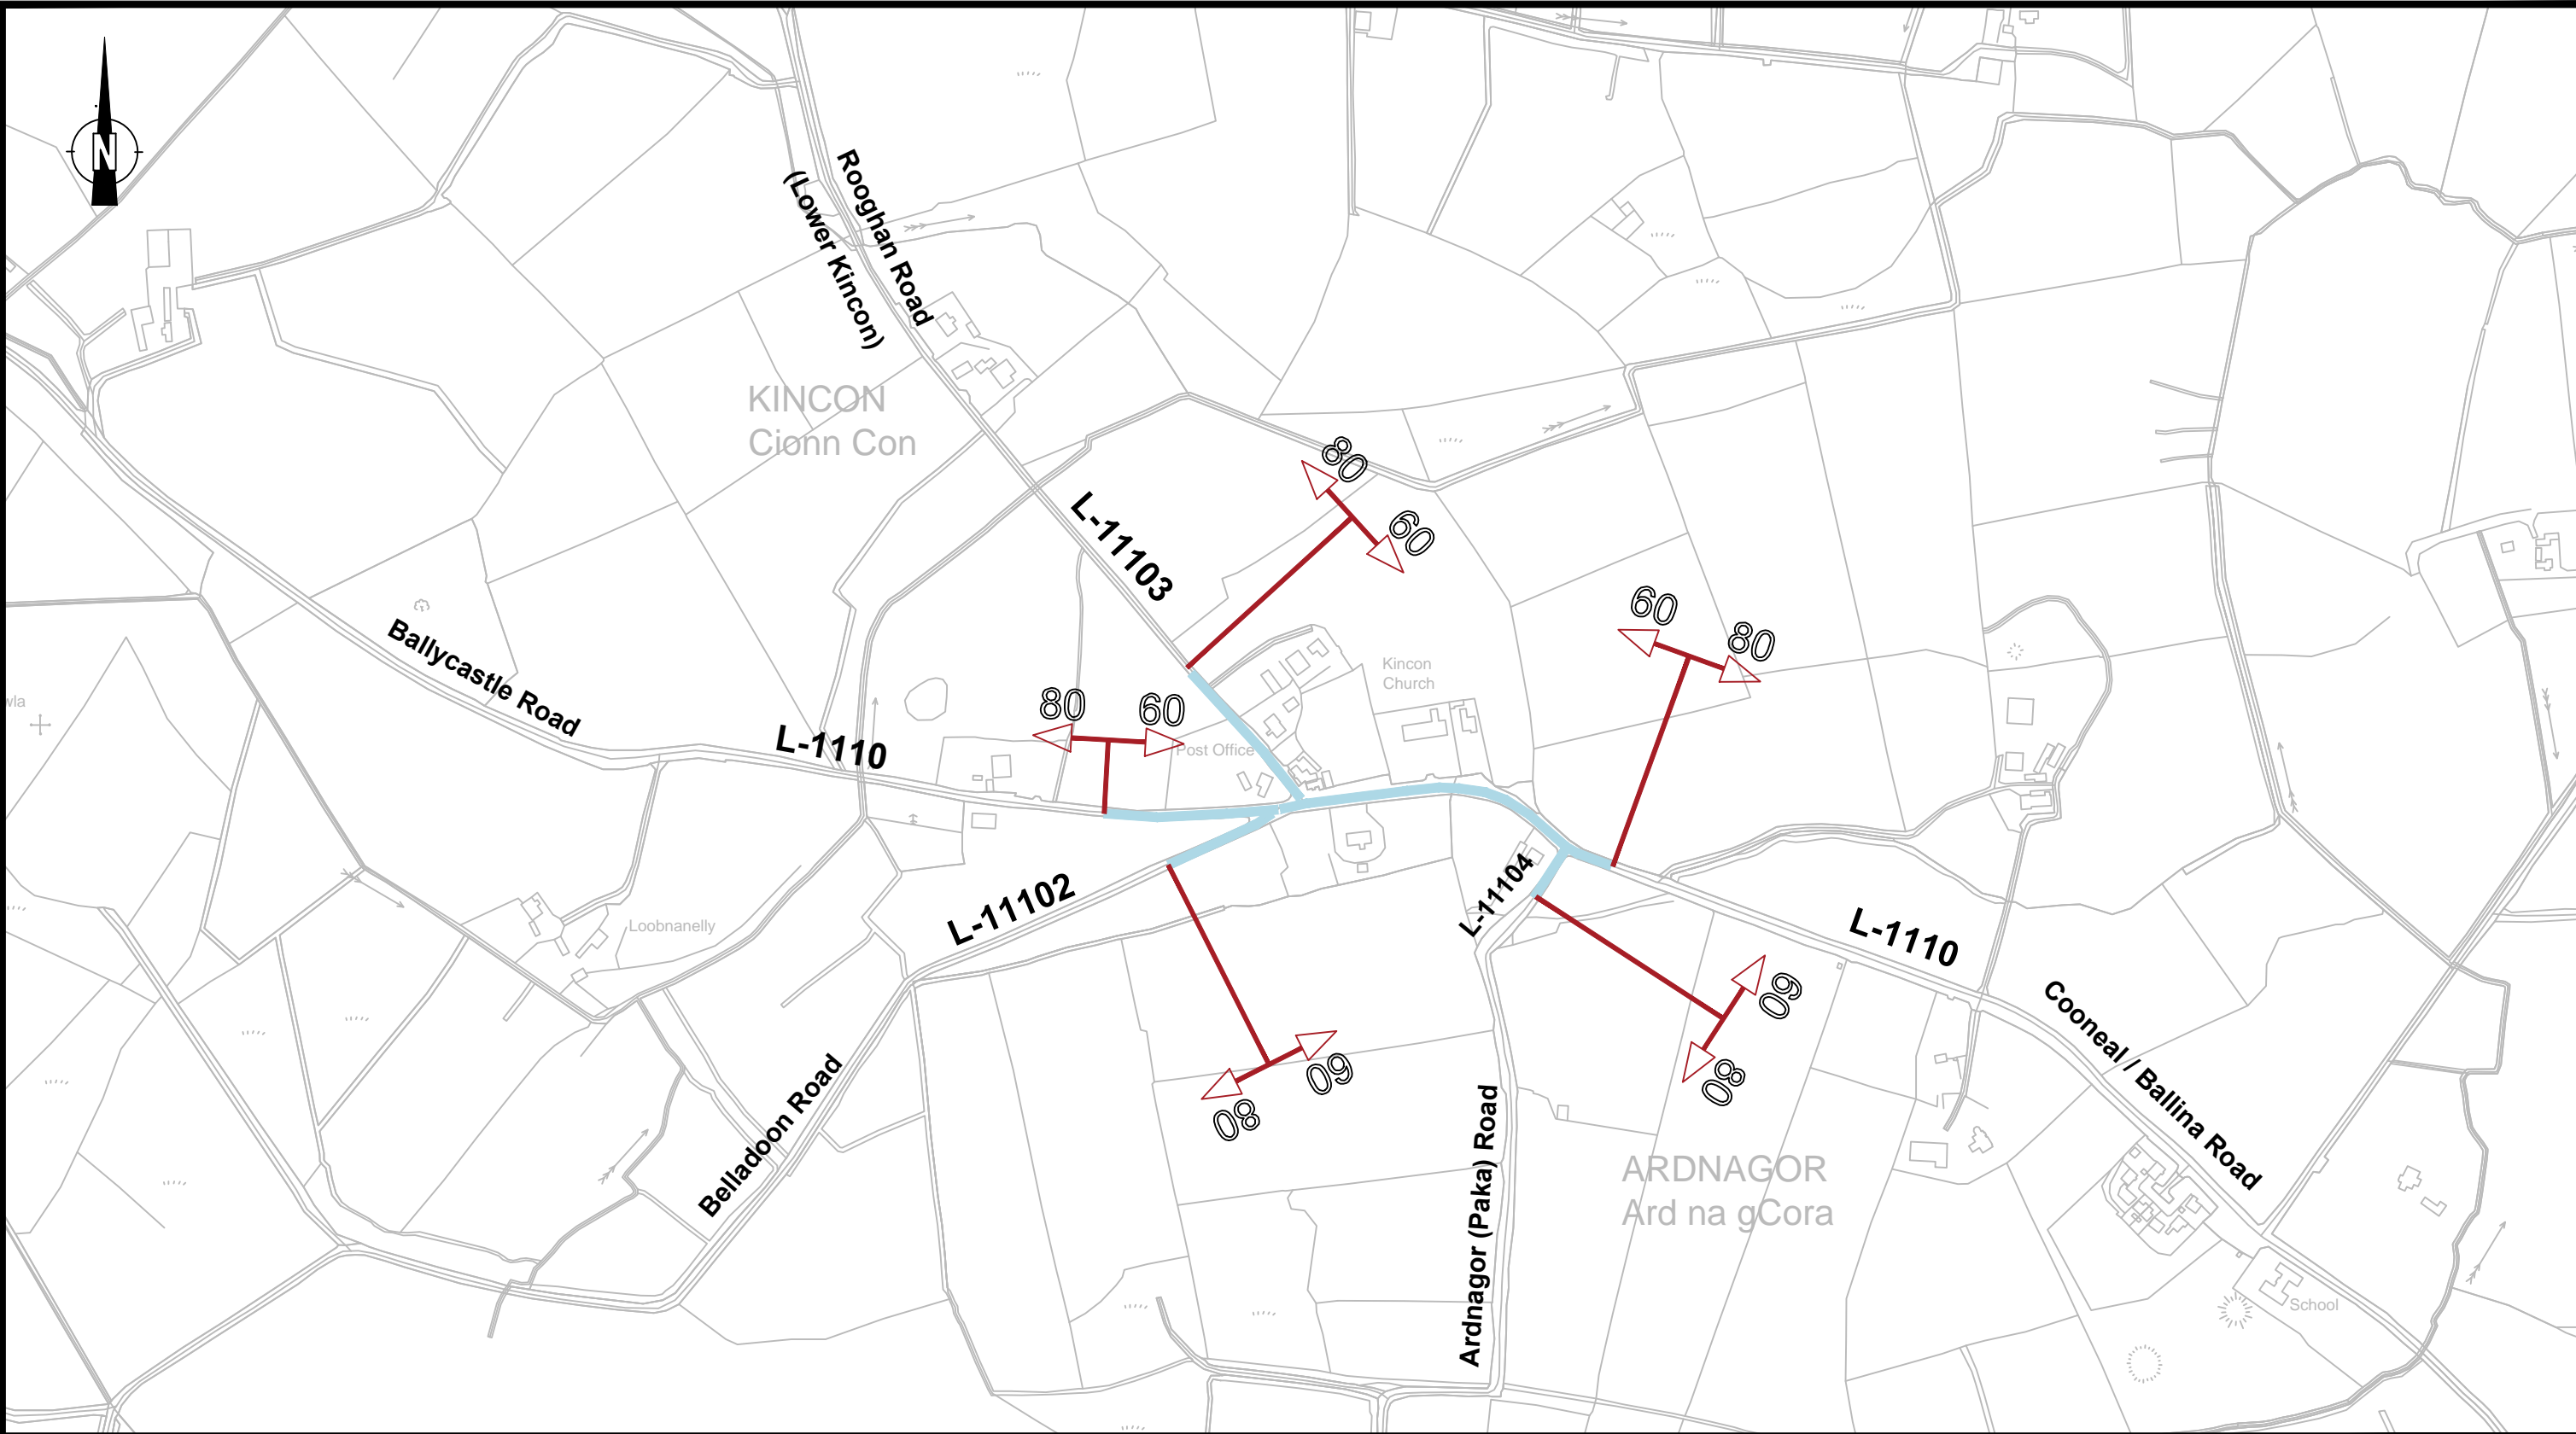 N
Rooghan Road
(Lower Kincon)
KINCON
Cionn Con
80
60
L-11103
60
80
Ballycastle Road
Kincon
Church
wla
80
60
L-1110
Post Office
L-11104
L-11102
Loobnanelly
L-1110
60
80
Cooneal / Ballina Road
60
80
Belladoon Road
Ardnagor (Paka) Road
ARDNAGOR
Ard na gCora
School